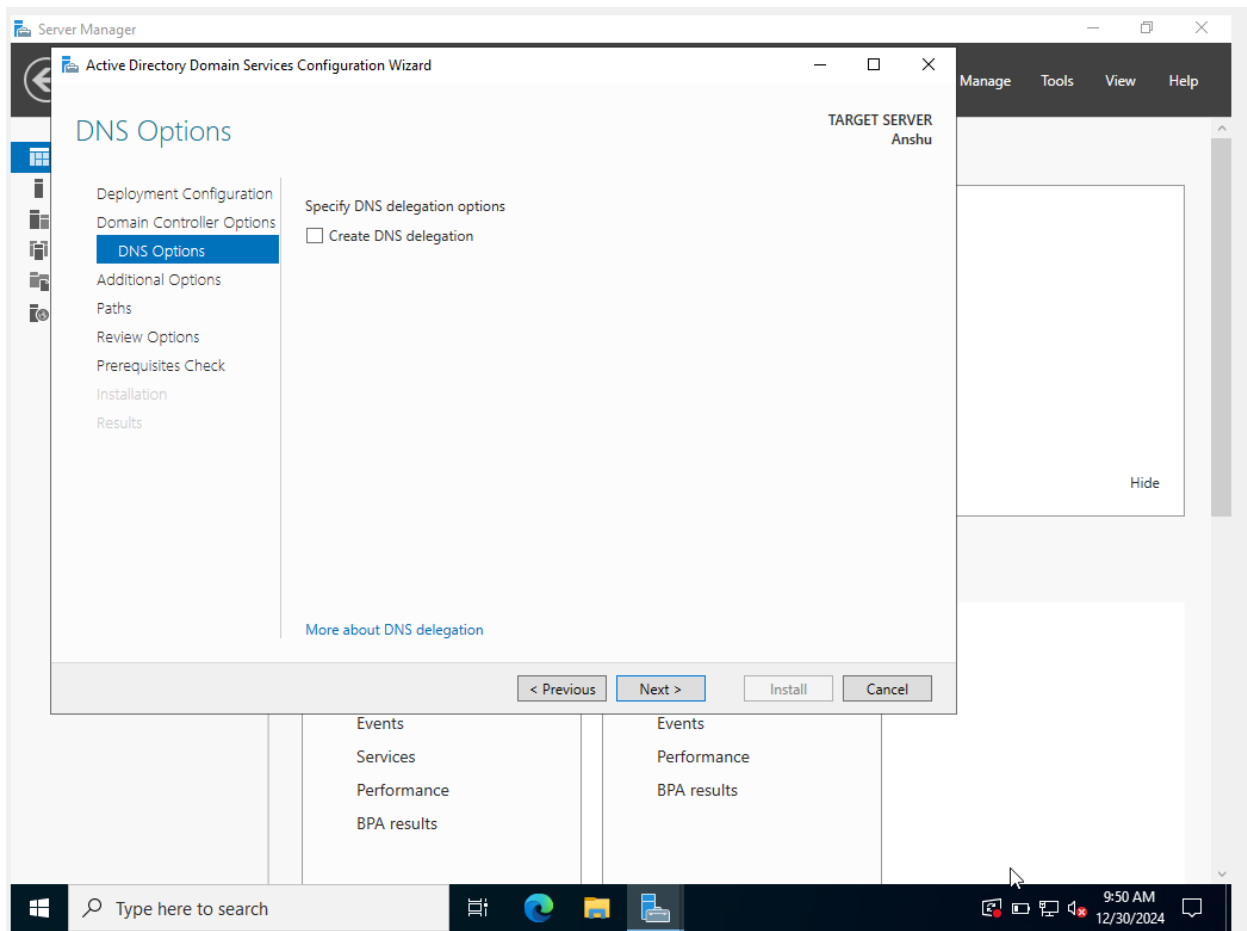 Server Manager
Manage Tools View Help
Active Directory Domain Services Configuration Wizard
DNS Options
TARGET SERVER
Anshu
Deployment Configuration
Domain Controller Options
DNS Options
Additional Options
Paths
Review Options
Prerequisites Check
Installation
Results
Specify DNS delegation options
Create DNS delegation
More about DNS delegation
< Previous Next > Install Cancel
Hide
Events
Services
Performance
BPA results
Events
Performance
BPA results
Type here to search
9:50 AM
12/30/2024